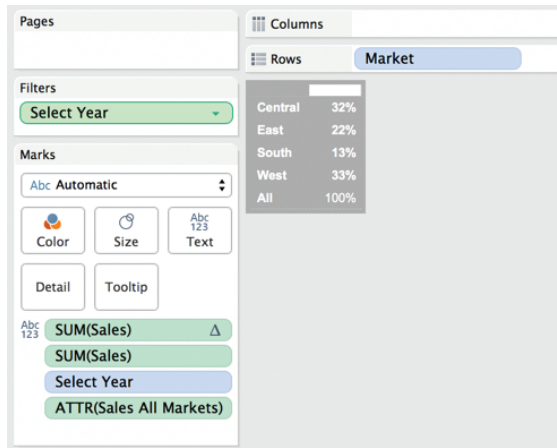 Pages
Columns
Rows Market
Filters
Select Year
Central 32%
East 22%
South 13%
West 33%
All 100%
Marks
Abc Automatic
Color
Size
Abc
123
Text
Detail
Tooltip
Abc
123
SUM(Sales) Δ
SUM(Sales)
Select Year
ATTR(Sales All Markets)